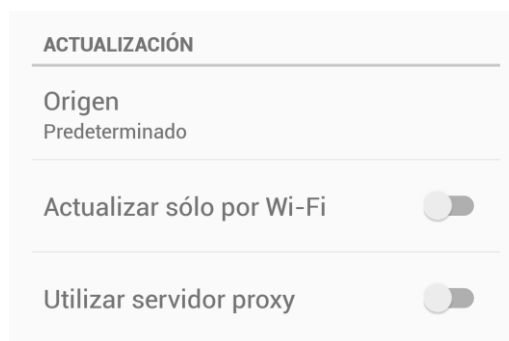 ACTUALIZACIÓN
Origen
Predeterminado
Actualizar sólo por Wi-Fi
Utilizar servidor proxy